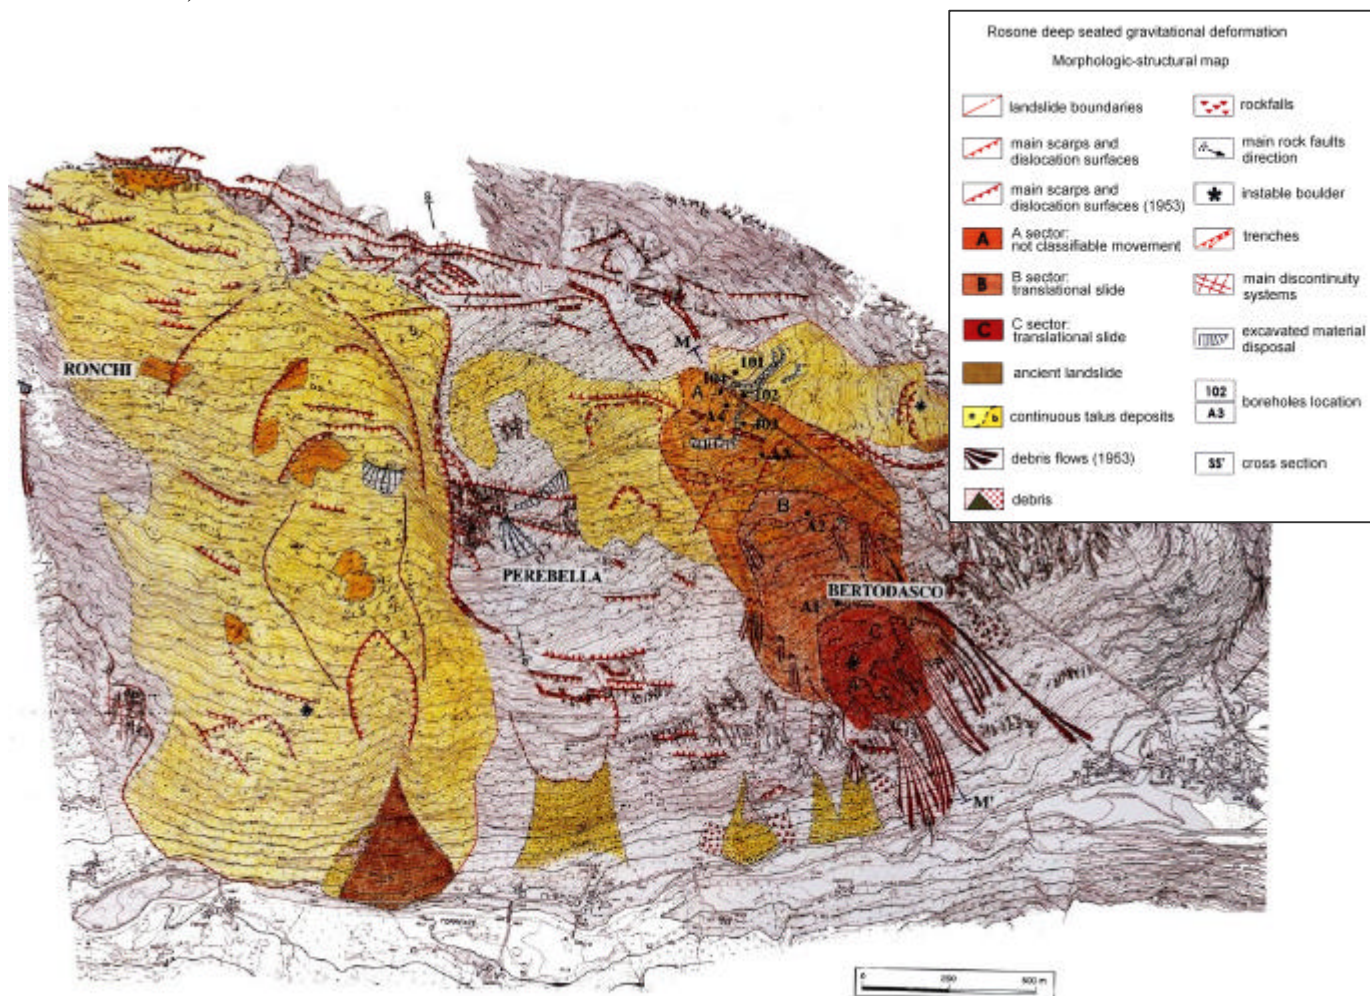 Rosone deep seated gravitational deformation
Morphologic-structural map
landslide boundaries
main scarps and
dislocation surfaces
main scarps and
dislocation surfaces (1953)
A
A sector:
not classifiable movement
B
B sector:
translational slide
C
C sector:
translational slide
ancient landslide
continuous talus deposits
debris flows (1953)
debris
rockfalls
main rock faults
direction
instable boulder
trenches
main discontinuity
systems
excavated material
disposal
102
A3
boreholes location
SS'
cross section
S
M
101
RONCHI
A
102
103
A3
B
A2
PEREBELLA
BERTODASCO
A1
C
M'
0
250
500 m